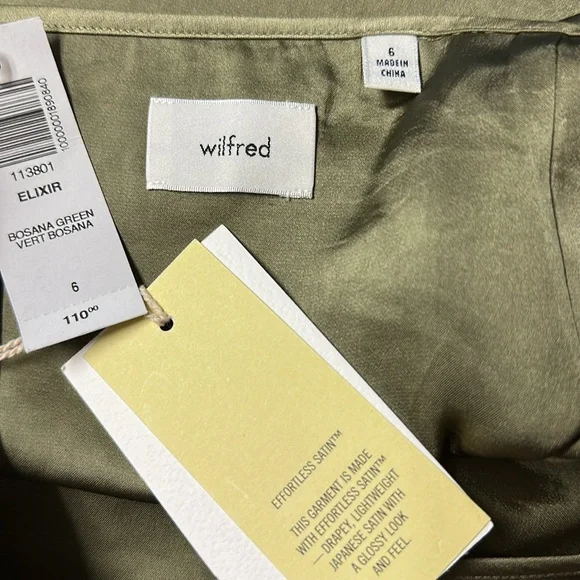 10000001890840
113801
ELIXIR
BOSANA GREEN
VERT BOSANA
6
110⁰⁰
wilfred
6
MADE IN
CHINA
EFFORTLESS SATIN™
THIS GARMENT IS MADE
WITH EFFORTLESS SATIN™
— DRAPEY, LIGHTWEIGHT
JAPANESE SATIN WITH
A GLOSSY LOOK
AND FEEL.